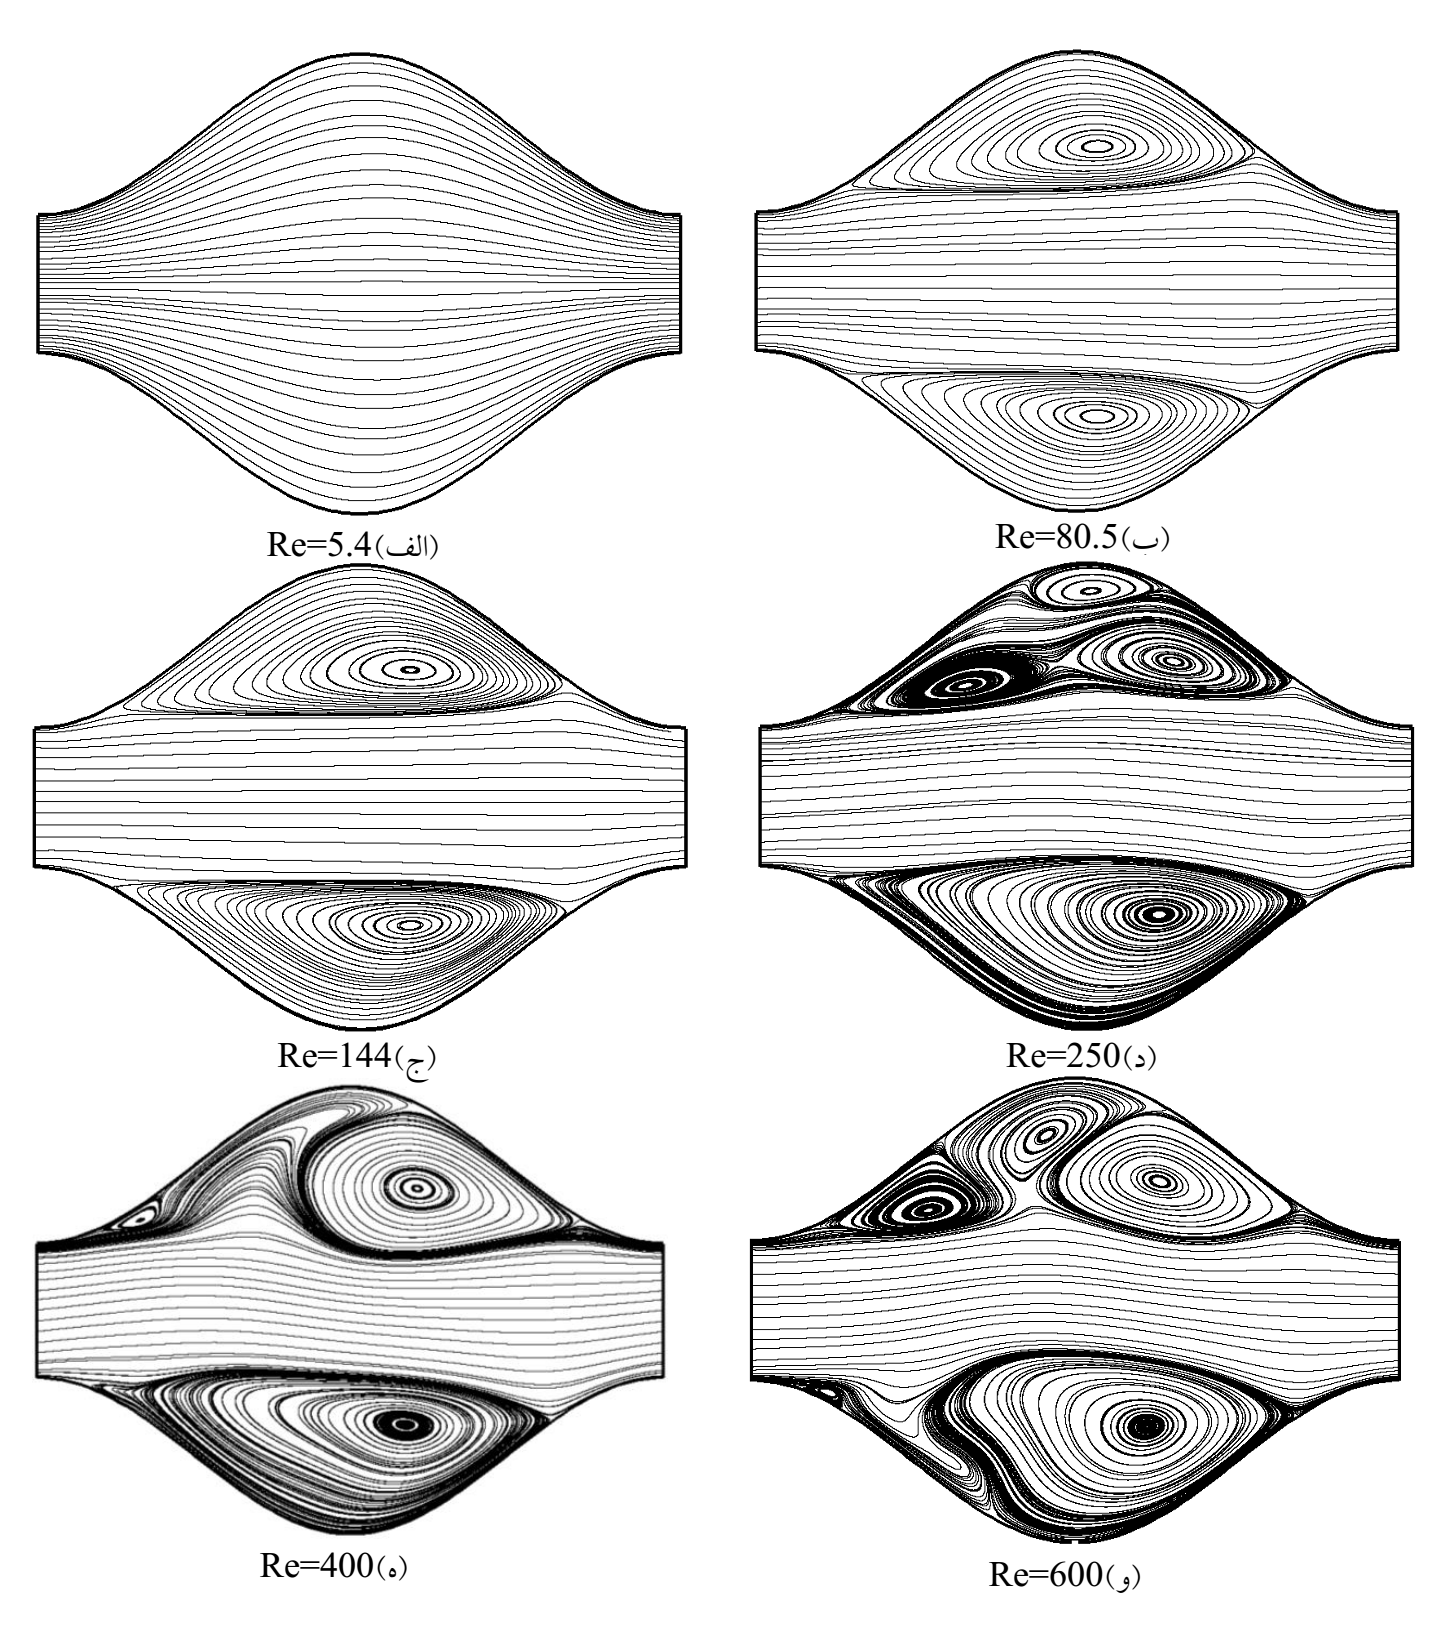 Re=5.4(الف)
Re=80.5(ب)
Re=144(ج)
Re=250(د)
Re=400(ه)
Re=600(و)